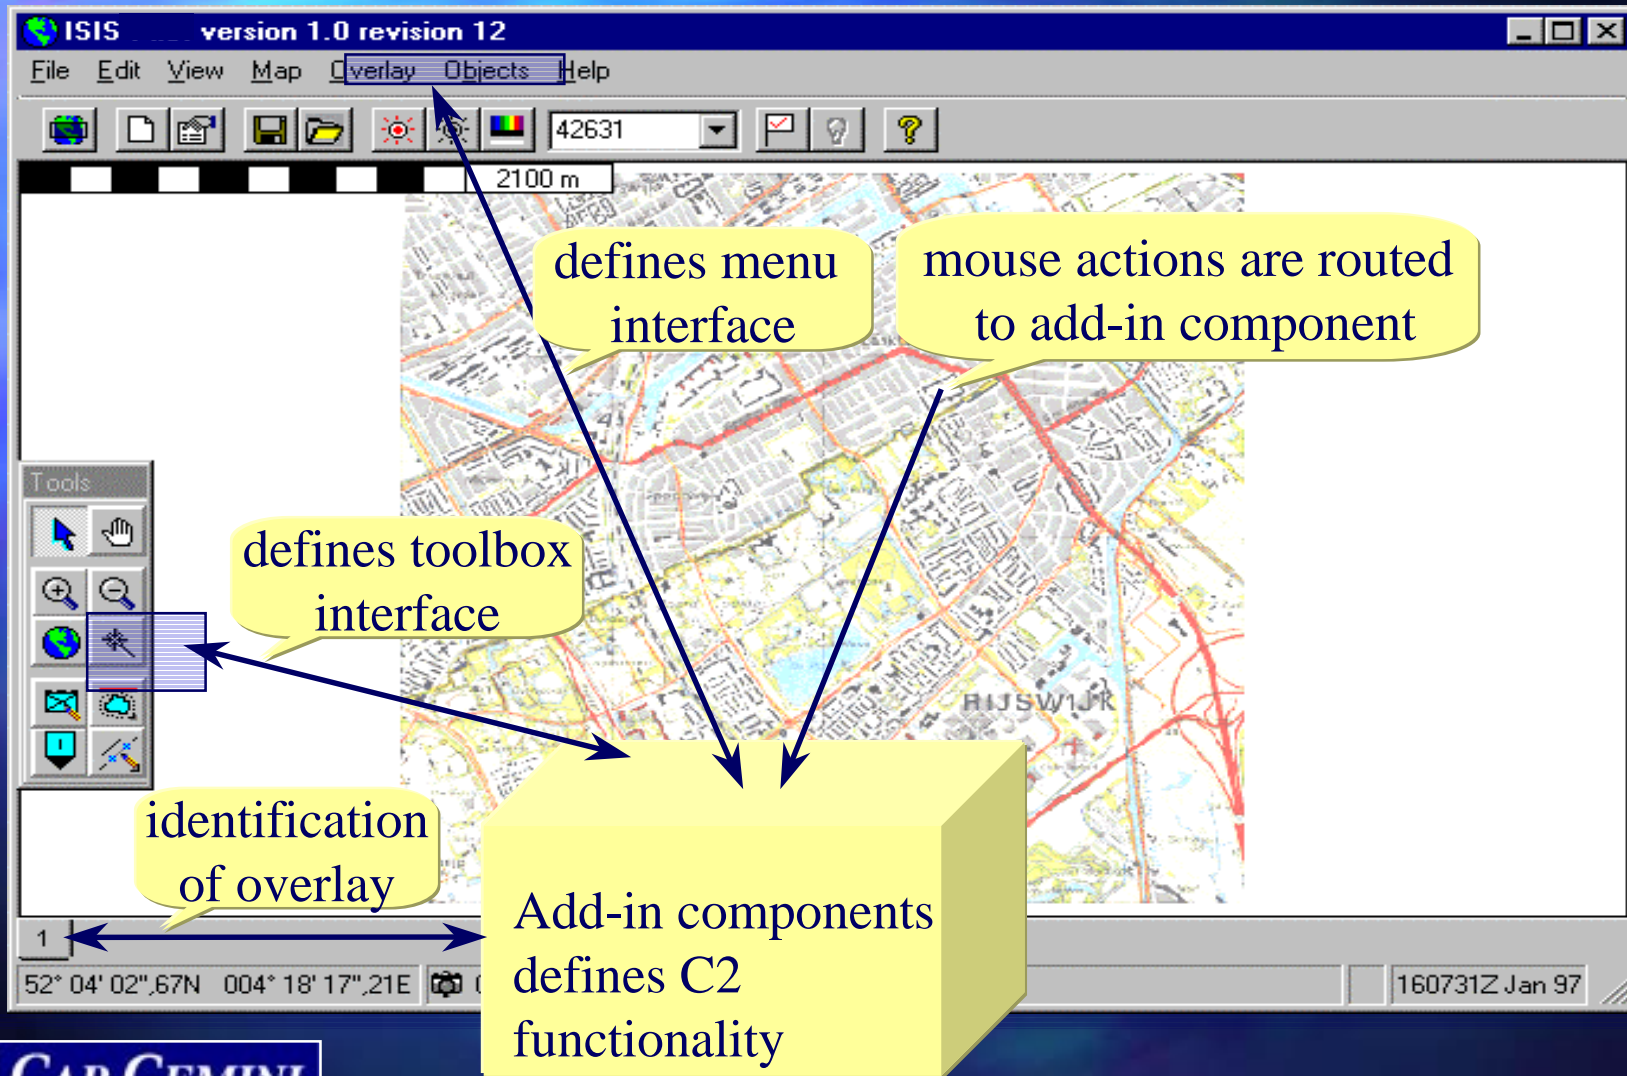 ISIS version 1.0 revision 12
File Edit View Map Overlay Objects Help
42631
2100 m
defines menu
interface
mouse actions are routed
to add-in component
Tools
defines toolbox
interface
RIJSWIJK
identification
of overlay
Add-in components
defines C2
functionality
1
52° 04' 02",67N 004° 18' 17",21E
160731Z Jan 97
CAP GEMINI